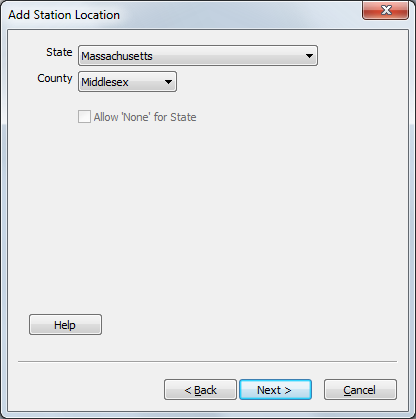 Add Station Location
State Massachusetts
County Middlesex
Allow 'None' for State
Help
< Back Next > Cancel